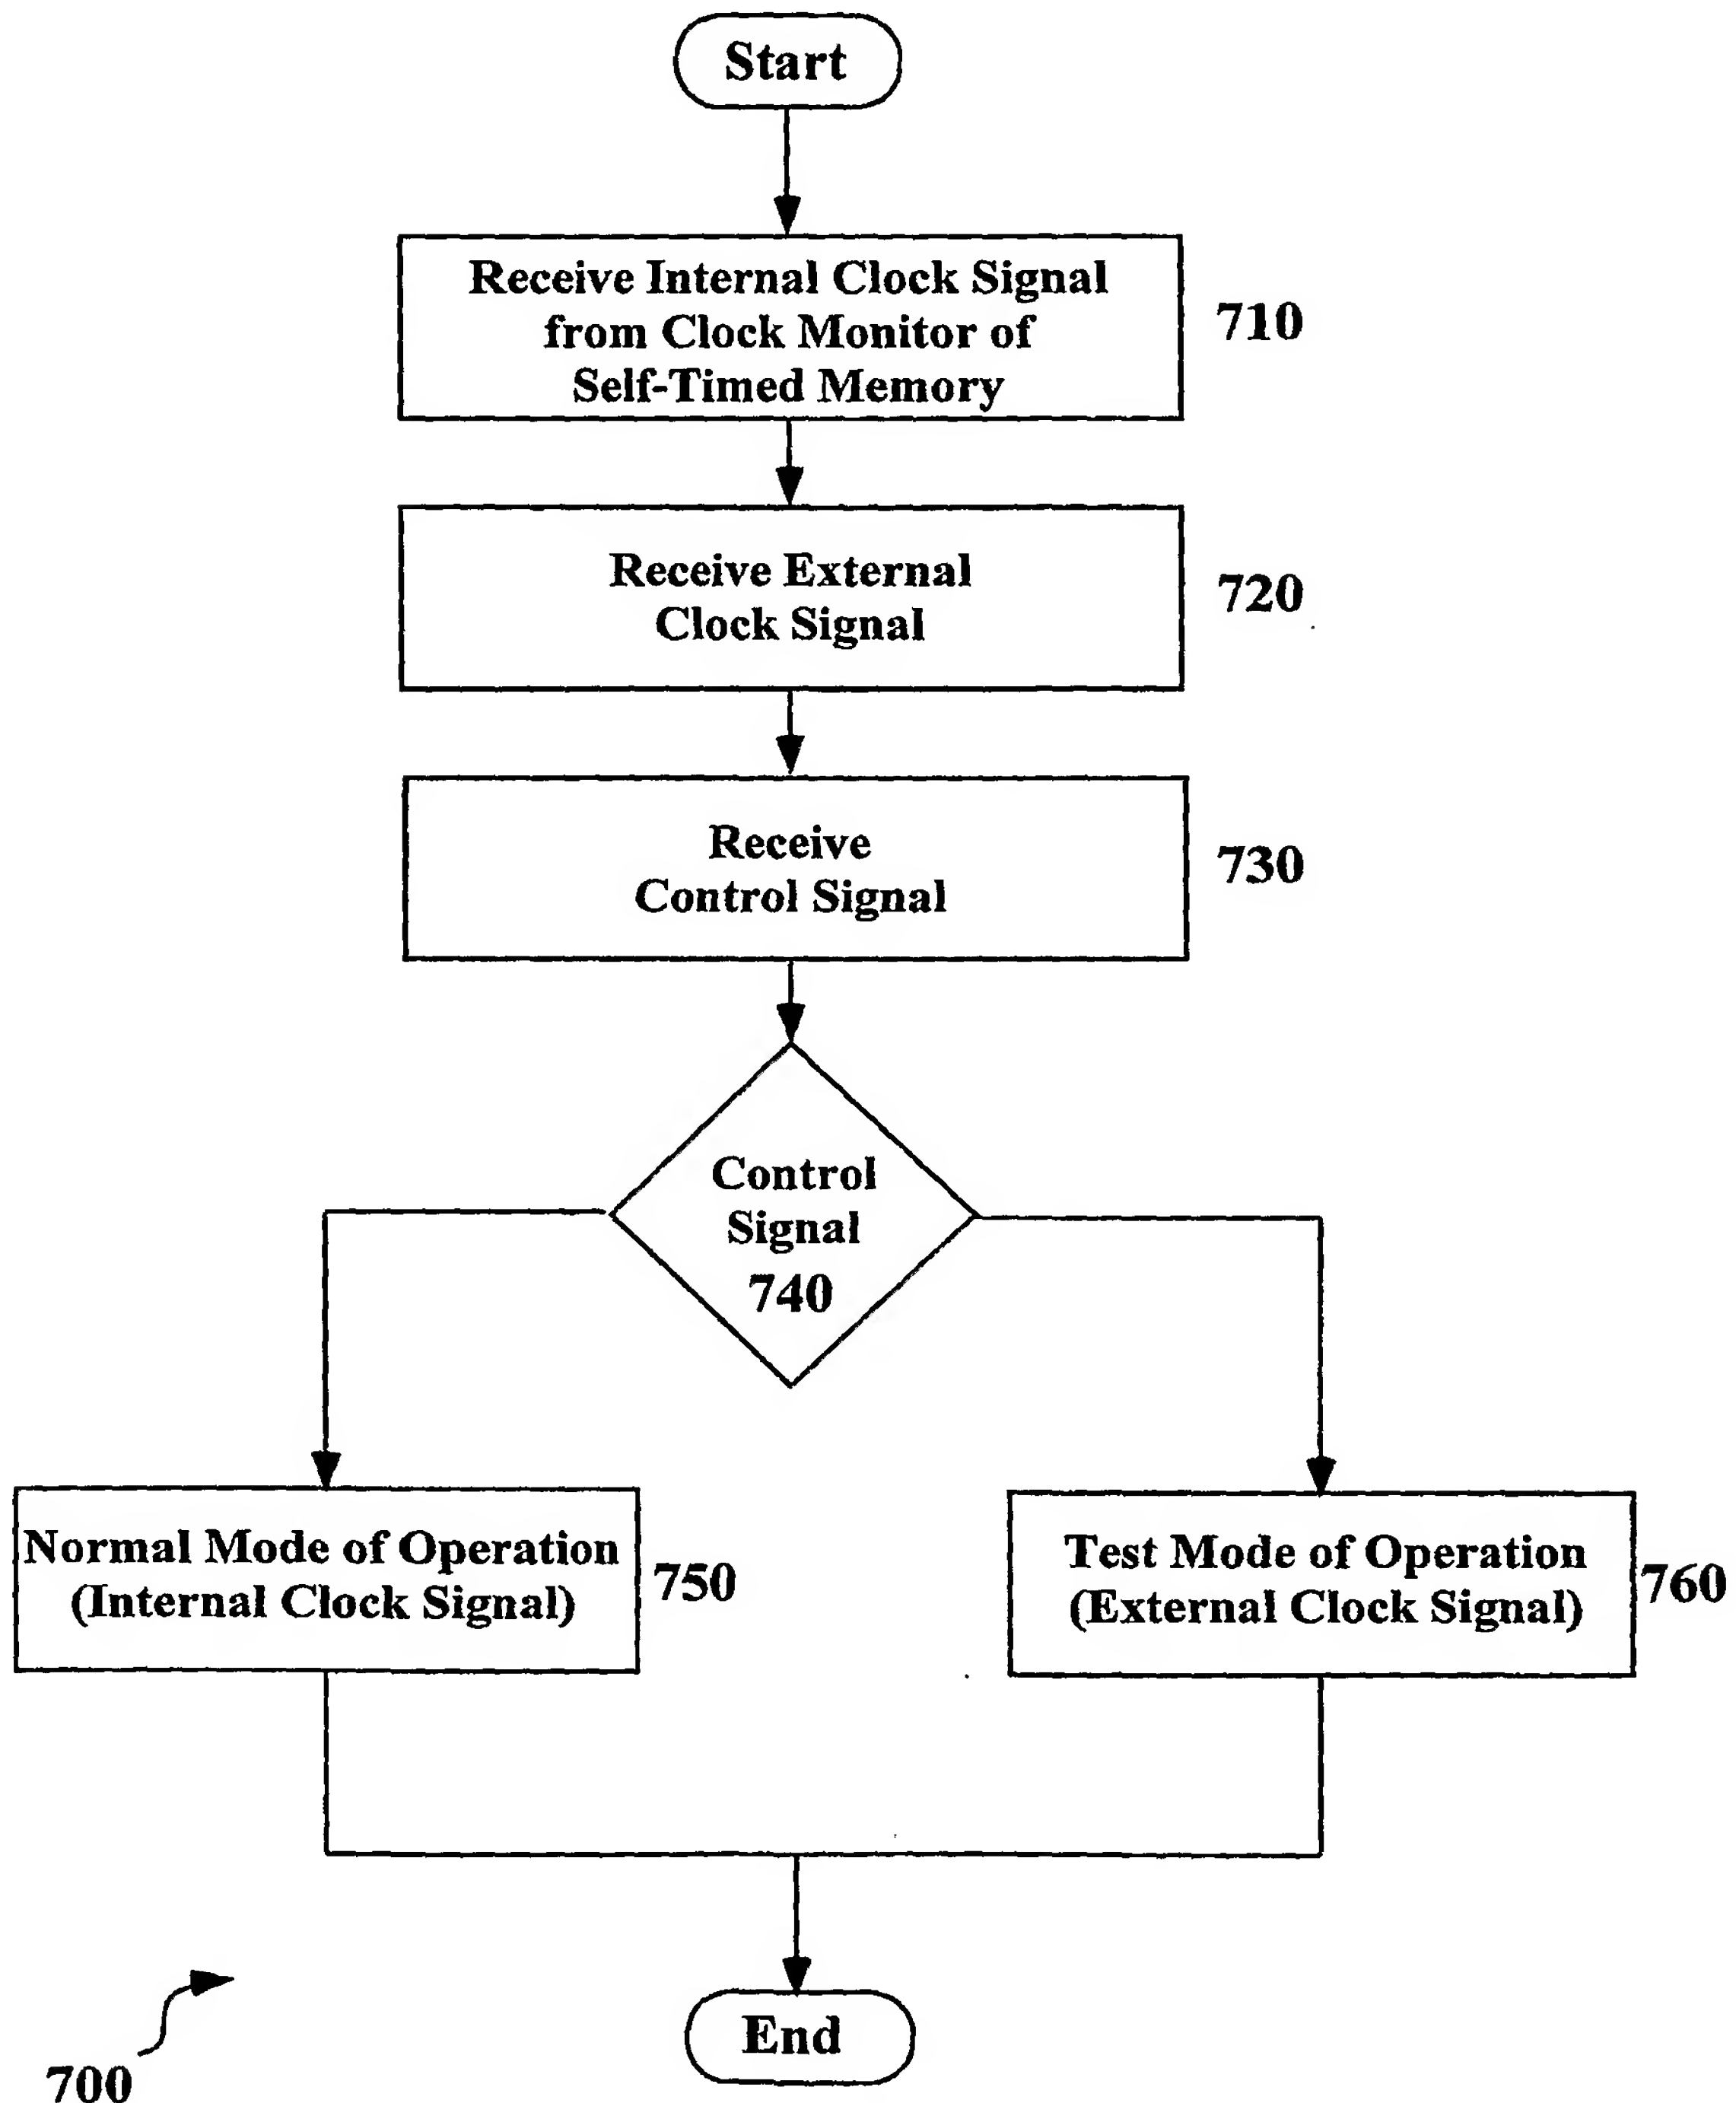 Start
Receive Internal Clock Signal
from Clock Monitor of
Self-Timed Memory
710
Receive External
Clock Signal
720
Receive
Control Signal
730
Control
Signal
740
Normal Mode of Operation
(Internal Clock Signal)
750
Test Mode of Operation
(External Clock Signal)
760
End
700